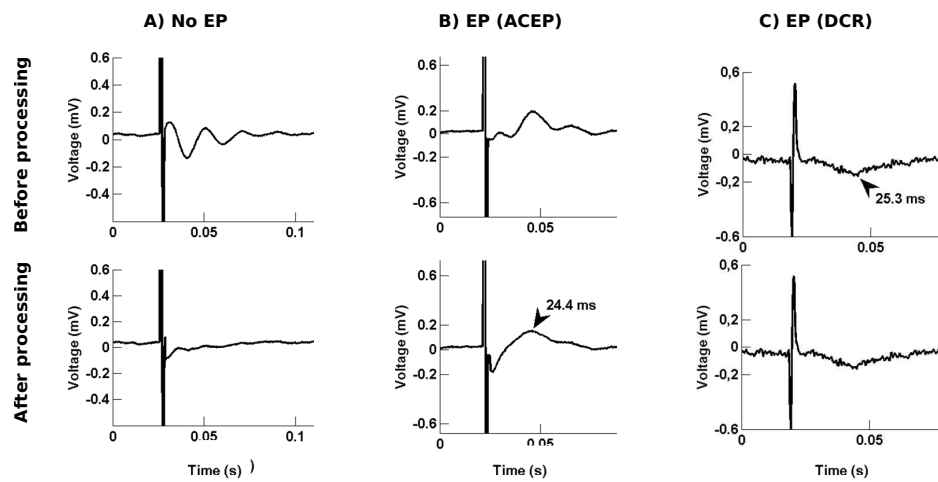 A) No EP
B) EP (ACEP)
C) EP (DCR)
Before processing
Voltage (mV)
0.6
0.4
0.2
0
-0.2
-0.4
0
0.05
0.1
Voltage (mV)
0.6
0.2
0
-0.2
-0.6
0
0.05
Voltage (mV)
0,6
0,2
0
-0,2
-0.6
0
0.05
25.3 ms
After processing
Voltage (mV)
0.6
0.4
0.2
0
-0.2
-0.4
0
0.05
0.1
Time (s) )
Voltage (mV)
0.6
0.2
0
-0.2
-0.6
0
0.05
24.4 ms
Time (s)
Voltage (mV)
0,6
0,2
0
-0.2
-0.6
0
0.05
Time (s)